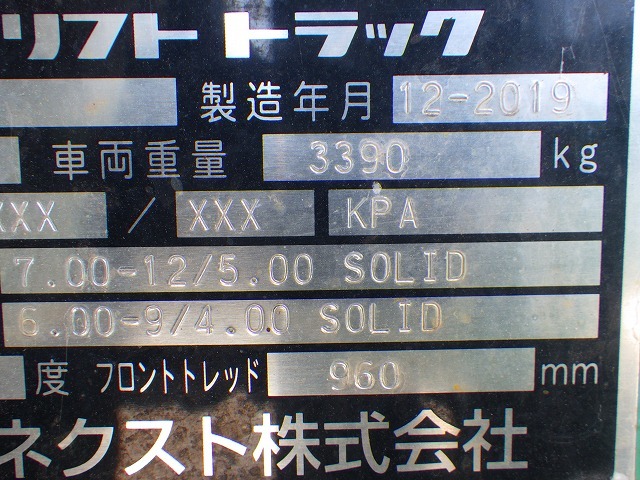 リフトトラック
製造年月 12-2019
車両重量 3390 kg
XXX / XXX KPA
7.00-12/5.00 SOLID
6.00-9/4.00 SOLID
度 フロントトレッド 960 mm
ネクスト株式会社